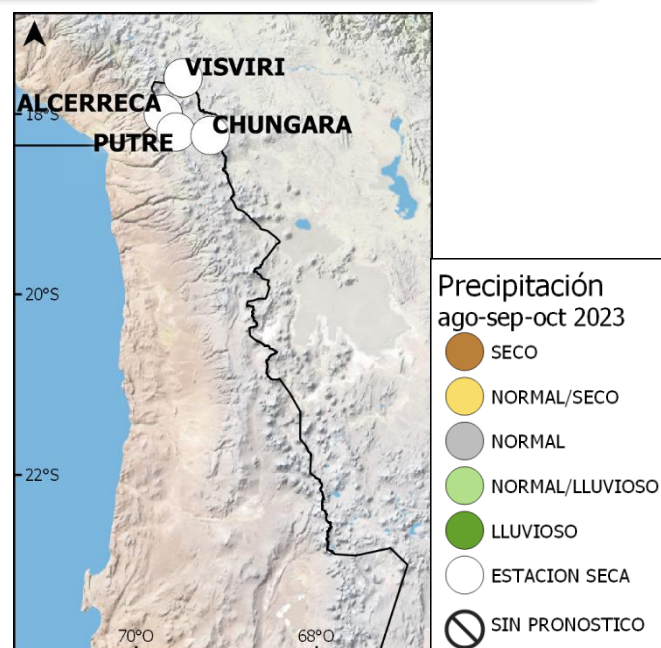 VISVIRI
ALCERRECA
18°S
CHUNGARA
PUTRE
20°S
22°S
70°O
68°O
Precipitación
ago-sep-oct 2023
SECO
NORMAL/SECO
NORMAL
NORMAL/LLUVIOSO
LLUVIOSO
ESTACION SECA
SIN PRONOSTICO